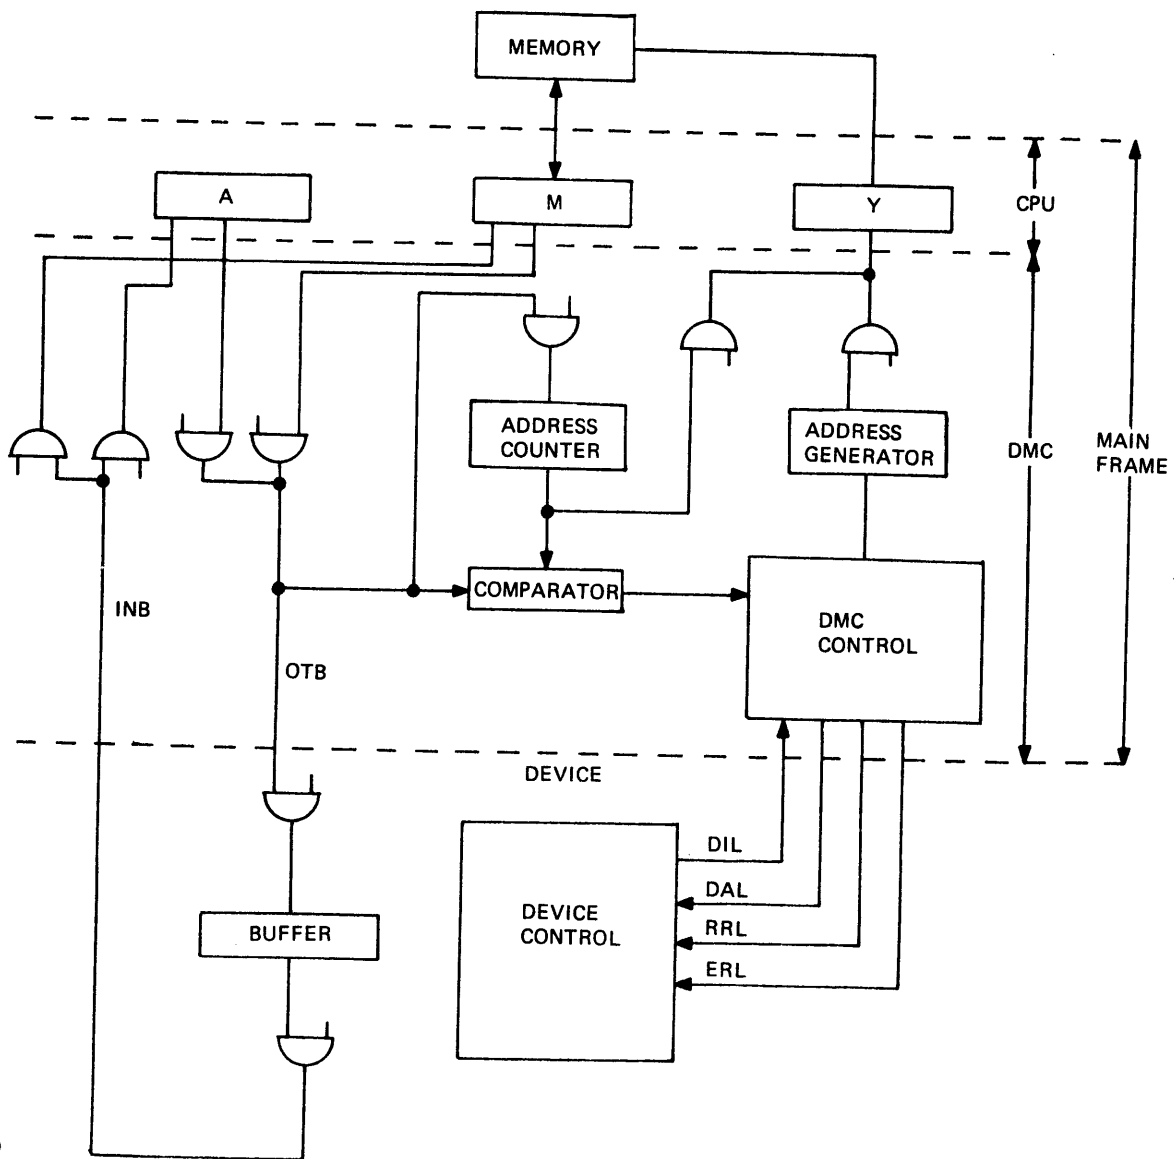 MEMORY
A
M
Y
CPU
ADDRESS
COUNTER
ADDRESS
GENERATOR
DMC
MAIN
FRAME
COMPARATOR
INB
DMC
CONTROL
OTB
DEVICE
DIL
DAL
DEVICE
CONTROL
RRL
BUFFER
ERL